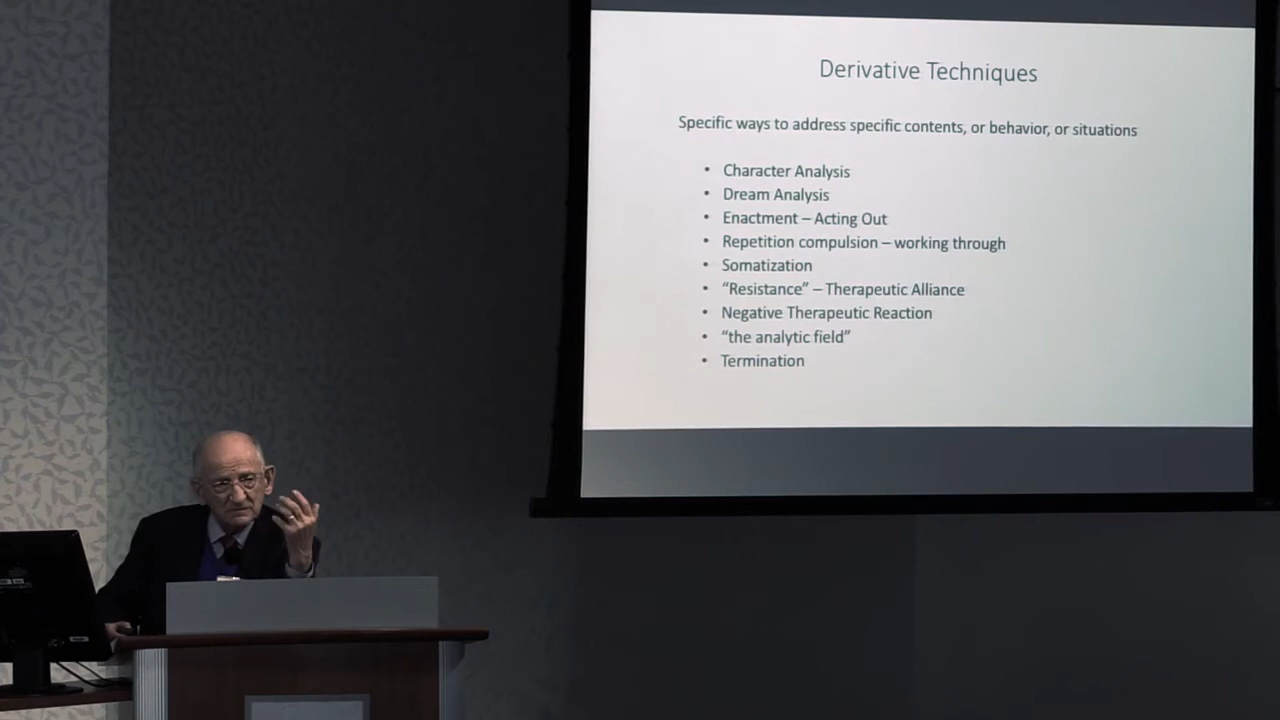 Derivative Techniques
Specific ways to address specific contents, or behavior, or situations
• Character Analysis
• Dream Analysis
• Enactment – Acting Out
• Repetition compulsion – working through
• Somatization
• “Resistance” – Therapeutic Alliance
• Negative Therapeutic Reaction
• “the analytic field”
• Termination